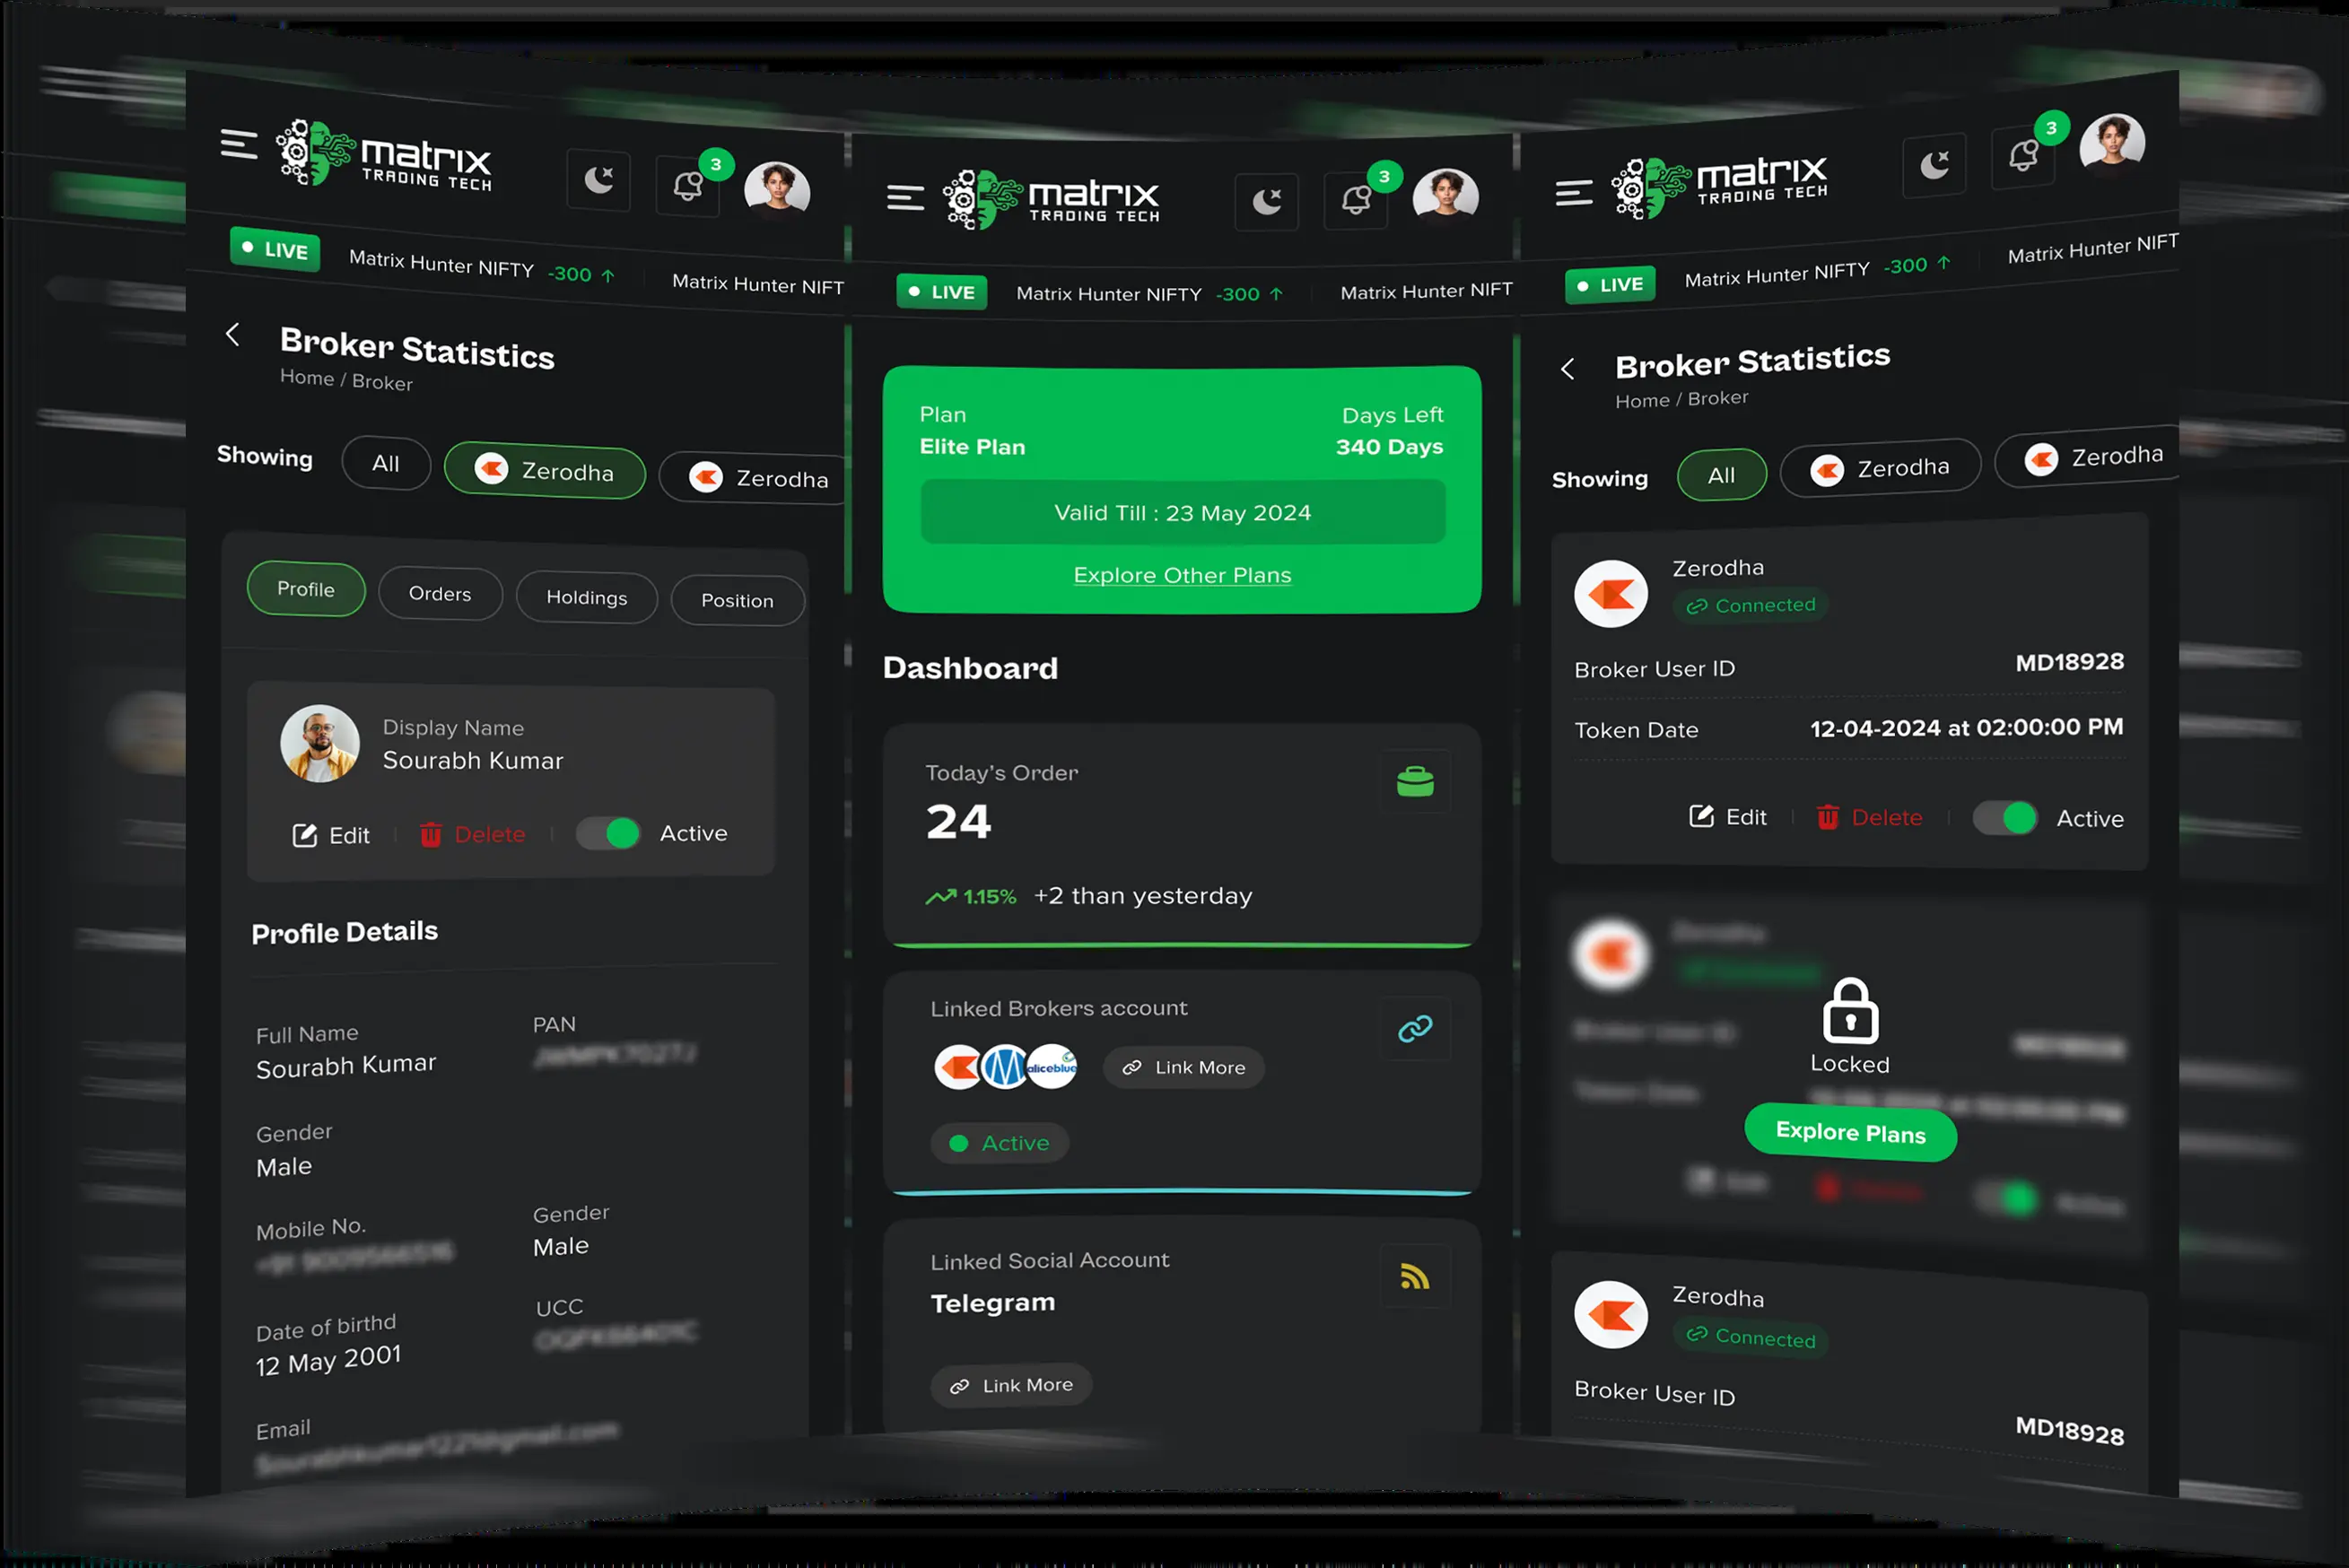 matrix
TRADING TECH
3
LIVE
Matrix Hunter NIFTY -300 ↑
Matrix Hunter NIFT
Broker Statistics
Home / Broker
Showing
All
Zerodha
Zerodha
Profile
Orders
Holdings
Position
Display Name
Sourabh Kumar
Edit
Delete
Active
Profile Details
Full Name
Sourabh Kumar
PAN
Gender
Male
Mobile No.
Gender
Male
Date of birthd
12 May 2001
UCC
Email
matrix
TRADING TECH
3
LIVE
Matrix Hunter NIFTY -300 ↑
Matrix Hunter NIFT
Plan
Elite Plan
Days Left
340 Days
Valid Till : 23 May 2024
Explore Other Plans
Dashboard
Today's Order
24
1.15% +2 than yesterday
Linked Brokers account
aliceblue
Link More
Active
Linked Social Account
Telegram
Link More
matrix
TRADING TECH
3
LIVE
Matrix Hunter NIFTY -300 ↑
Matrix Hunter NIFT
Broker Statistics
Home / Broker
Showing
All
Zerodha
Zerodha
Zerodha
Connected
Broker User ID
MD18928
Token Date
12-04-2024 at 02:00:00 PM
Edit
Delete
Active
Locked
Explore Plans
Zerodha
Connected
Broker User ID
MD18928